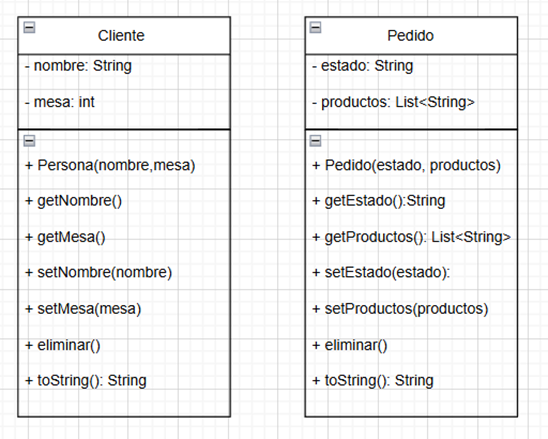 Cliente
- nombre: String
- mesa: int
+ Persona(nombre,mesa)
+ getNombre()
+ getMesa()
+ setNombre(nombre)
+ setMesa(mesa)
+ eliminar()
+ toString(): String
Pedido
- estado: String
- productos: List<String>
+ Pedido(estado, productos)
+ getEstado():String
+ getProductos(): List<String>
+ setEstado(estado):
+ setProductos(productos)
+ eliminar()
+ toString(): String